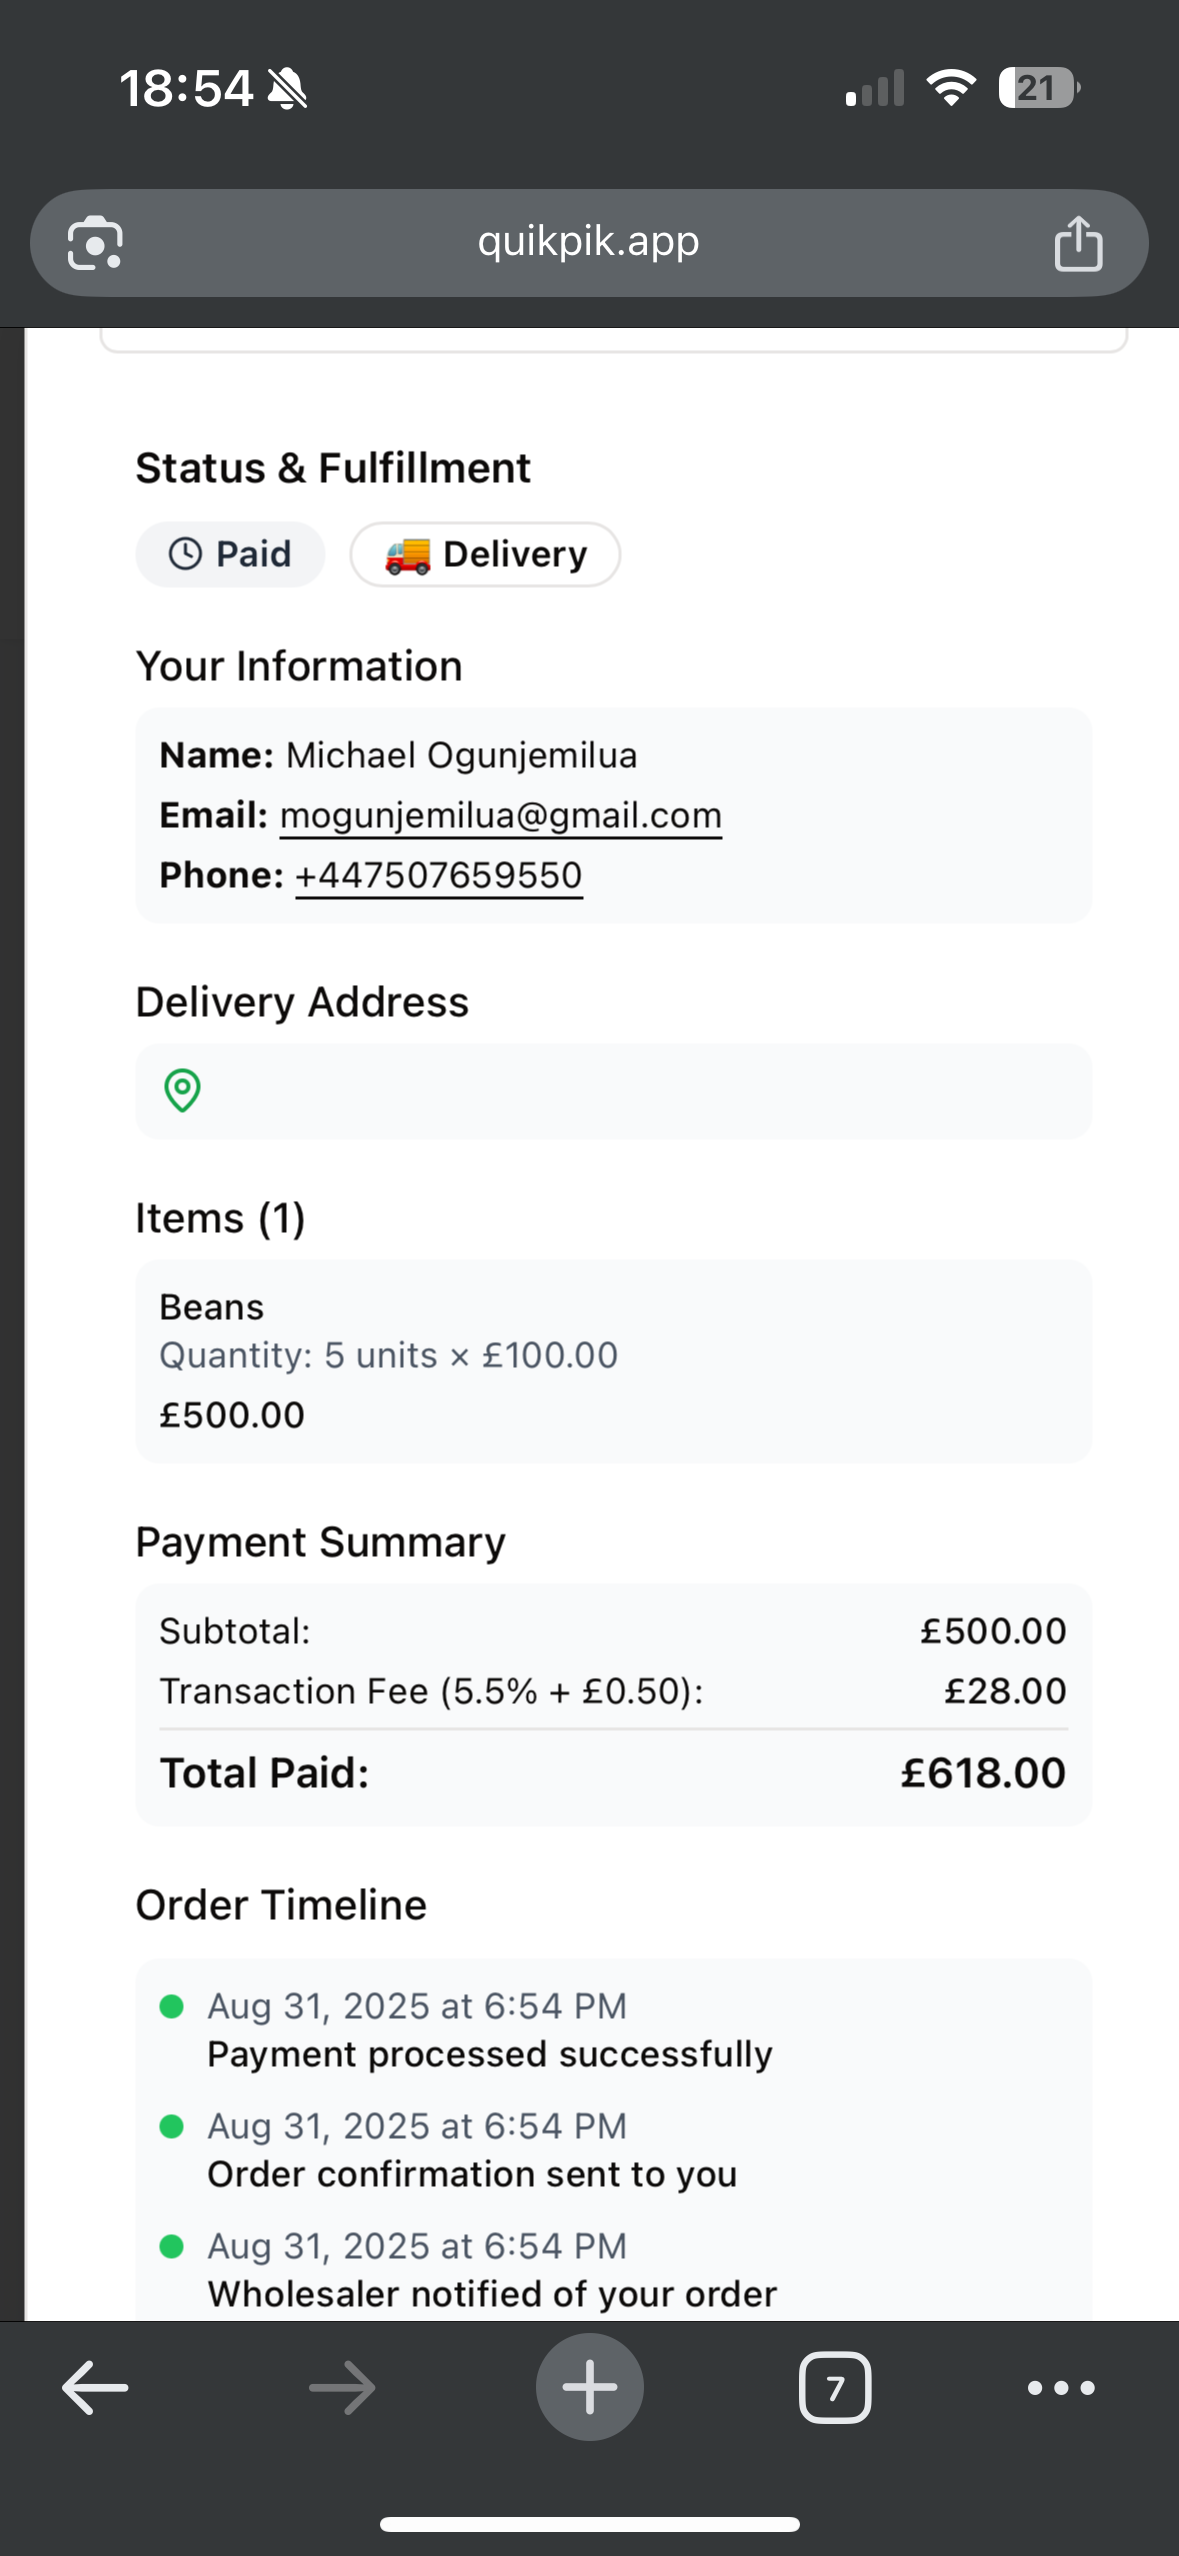 18:54
21
quikpik.app
Status & Fulfillment
Paid
🚚 Delivery
Your Information
Name: Michael Ogunjemilua
Email: mogunjemilua@gmail.com
Phone: +447507659550
Delivery Address
Items (1)
Beans
Quantity: 5 units × £100.00
£500.00
Payment Summary
Subtotal: £500.00
Transaction Fee (5.5% + £0.50): £28.00
Total Paid: £618.00
Order Timeline
Aug 31, 2025 at 6:54 PM
Payment processed successfully
Aug 31, 2025 at 6:54 PM
Order confirmation sent to you
Aug 31, 2025 at 6:54 PM
Wholesaler notified of your order
7